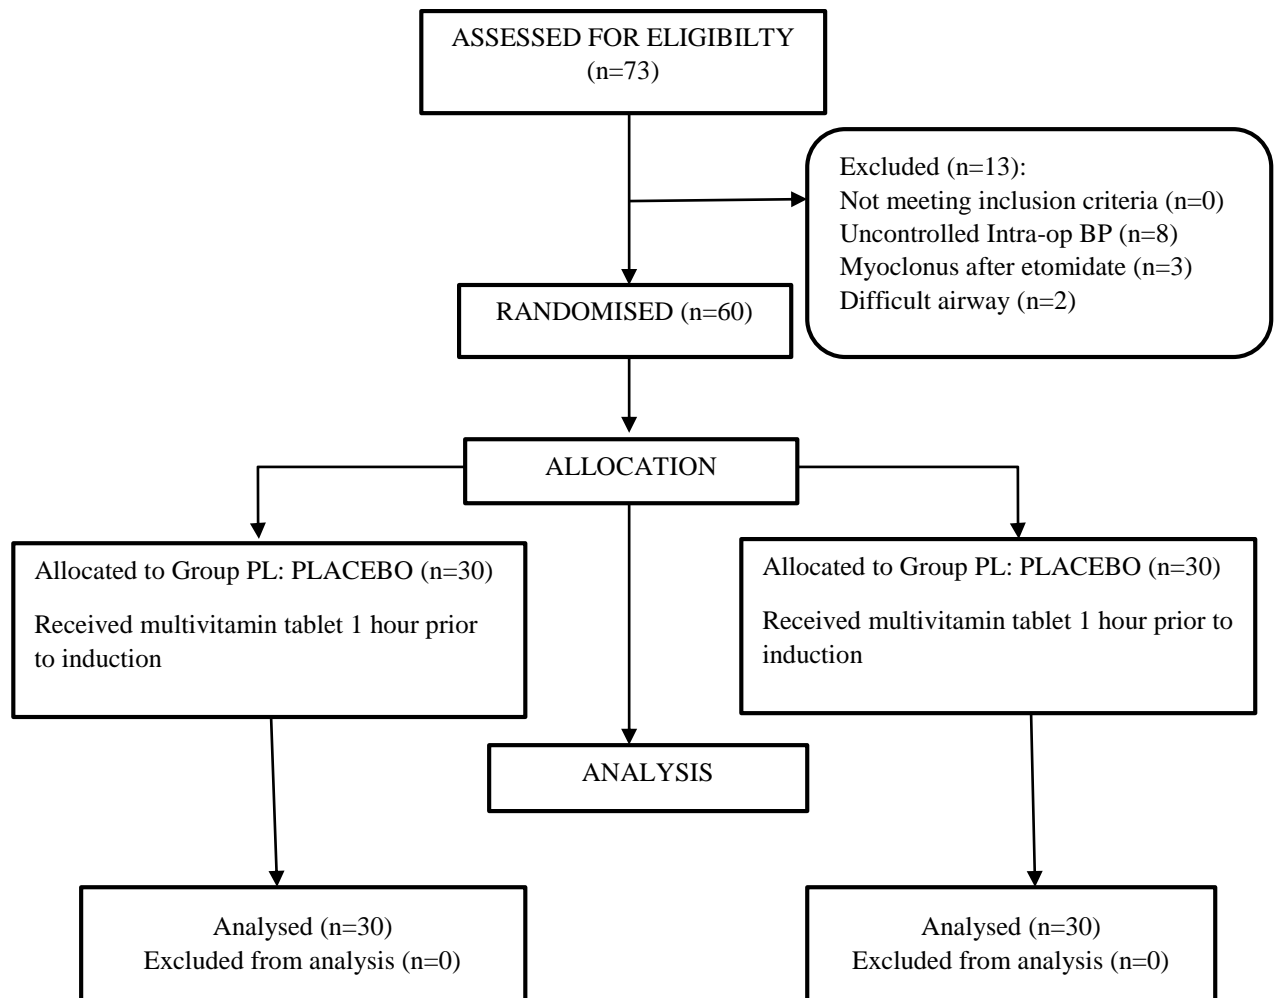 ASSESSED FOR ELIGIBILTY
(n=73)
Excluded (n=13):
Not meeting inclusion criteria (n=0)
Uncontrolled Intra-op BP (n=8)
Myoclonus after etomidate (n=3)
Difficult airway (n=2)
RANDOMISED (n=60)
ALLOCATION
Allocated to Group PL: PLACEBO (n=30)
Received multivitamin tablet 1 hour prior
to induction
Allocated to Group PL: PLACEBO (n=30)
Received multivitamin tablet 1 hour prior to
induction
ANALYSIS
Analysed (n=30)
Excluded from analysis (n=0)
Analysed (n=30)
Excluded from analysis (n=0)